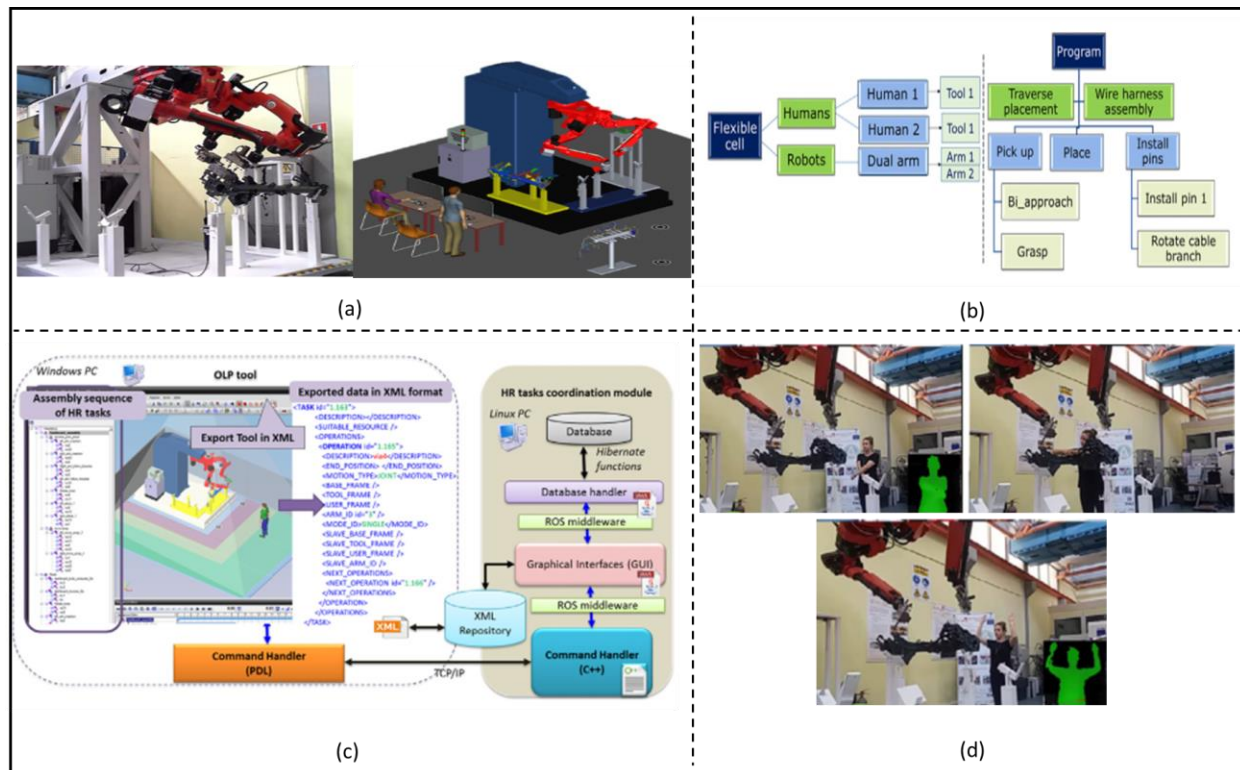 (a)
Flexible
cell
Humans
Robots
Human 1
Human 2
Dual arm
Tool 1
Tool 1
Arm 1
Arm 2
Program
Traverse
placement
Wire harness
assembly
Pick up
Place
Install
pins
Bi_approach
Grasp
Install pin 1
Rotate cable
branch
(b)
Windows PC
OLP tool
Assembly sequence
of HR tasks
Export Tool in XML
Exported data in XML format
<TASK id="1.163">
<DESCRIPTION></DESCRIPTION>
<SUITABLE_RESOURCE />
<OPERATIONS>
<OPERATION id="1.165">
<DESCRIPTION>via4</DESCRIPTION>
<END_POSITION> </END_POSITION>
<MOTION_TYPE>JOINT</MOTION_TYPE>
<BASE_FRAME />
<TOOL_FRAME />
<USER_FRAME />
<ARM_ID id="3" />
<MODE_ID>SINGLE</MODE_ID>
<SLAVE_BASE_FRAME />
<SLAVE_TOOL_FRAME />
<SLAVE_USER_FRAME />
<SLAVE_ARM_ID />
<NEXT_OPERATIONS>
<NEXT_OPERATION id="1.166" />
</NEXT_OPERATIONS>
</OPERATION>
</OPERATIONS>
</TASK>
XML
XML
Repository
Command Handler
(PDL)
TCP/IP
HR tasks coordination module
Linux PC
Database
Hibernate
functions
Database handler
ROS middleware
Graphical Interfaces (GUI)
ROS middleware
Command Handler
(C++)
(c)
(d)